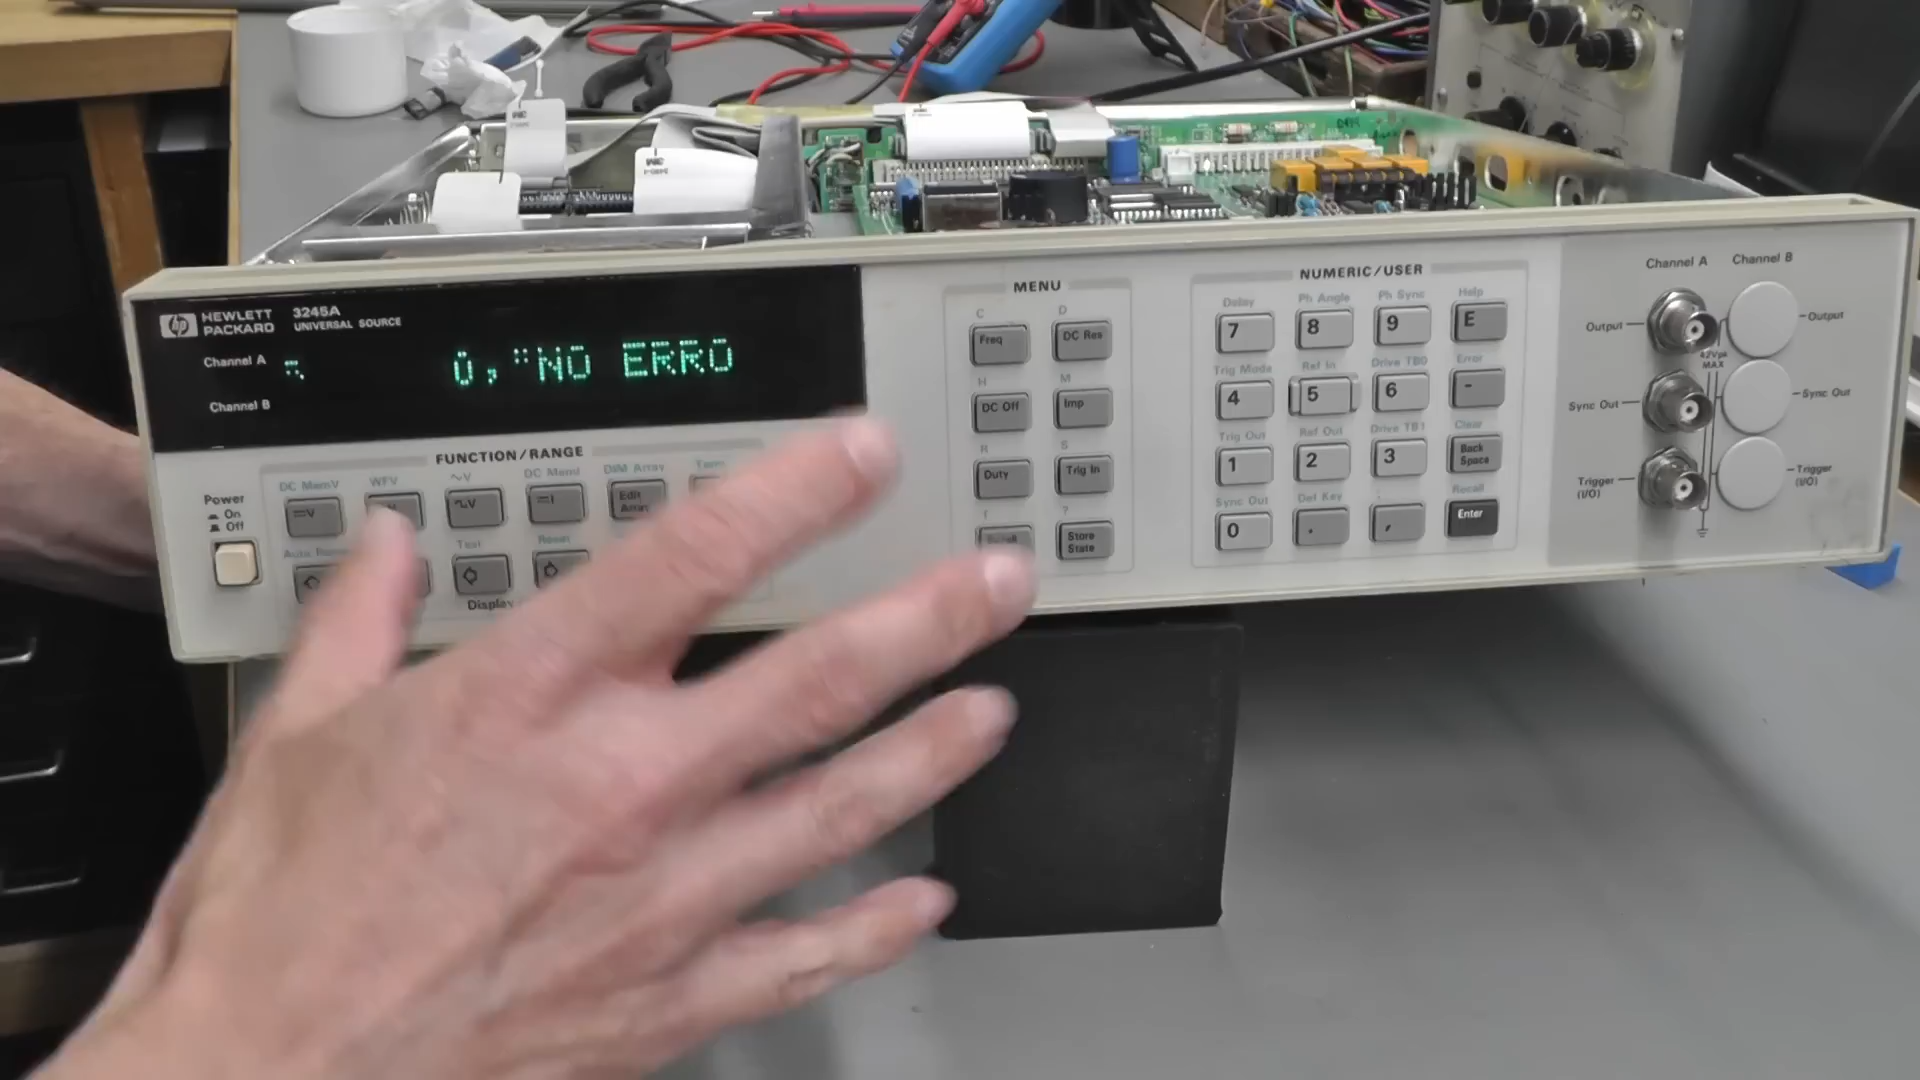 hp HEWLETT PACKARD 3245A UNIVERSAL SOURCE
Channel A
0,"NO ERRO
Channel B
FUNCTION/RANGE
DC MemV WFV ~V DC MemI DIM Array
Edit Array
Power
On
Off
Test Reset
Display
MENU
C D
Freq DC Res
H M
DC Off Imp
R S
Duty Trig In
?
Store State
NUMERIC/USER
Delay Ph Angle Ph Sync Help
7 8 9 E
Trig Mode Ref In Drive TB0 Error
4 5 6 -
Trig Out Ref Out Drive TB1 Clear
1 2 3 Back Space
Sync Out Def Key Recall
0 . , Enter
Channel A Channel B
Output Output
42Vpk MAX
Sync Out Sync Out
Trigger (I/O) Trigger (I/O)